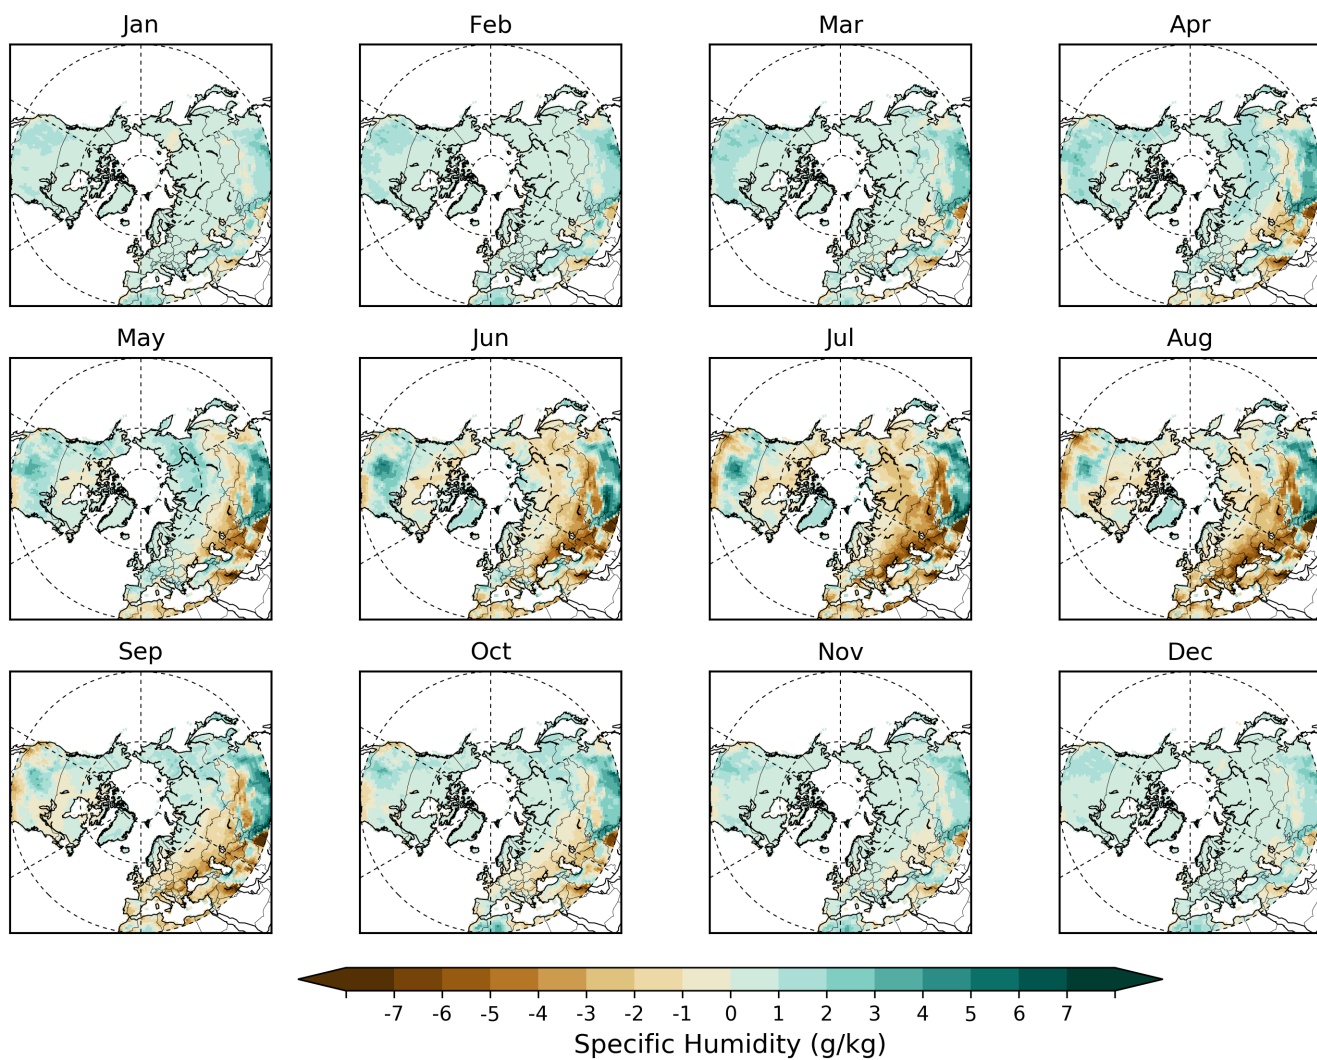 Jan Feb Mar Apr
May Jun Jul Aug
Sep Oct Nov Dec
-7 -6 -5 -4 -3 -2 -1 0 1 2 3 4 5 6 7
Specific Humidity (g/kg)